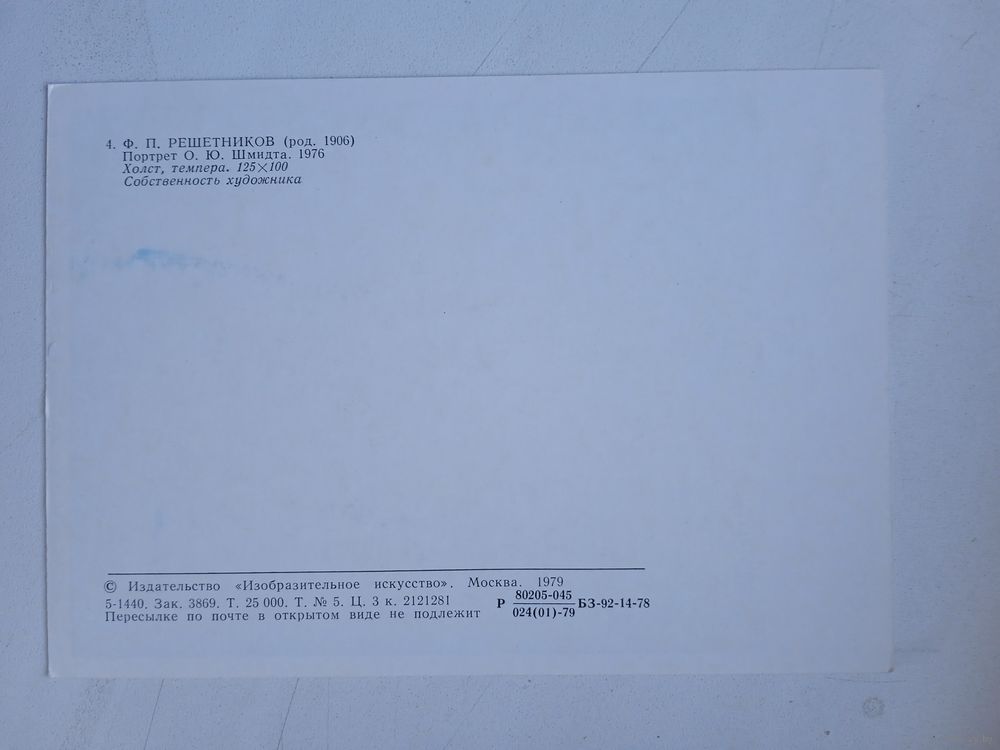 4. Ф. П. РЕШЕТНИКОВ (род. 1906)
Портрет О. Ю. Шмидта. 1976
Холст, темпера. 125×100
Собственность художника
© Издательство «Изобразительное искусство». Москва. 1979
5-1440. Зак. 3869. Т. 25 000. Т. № 5. Ц. 3 к. 2121281
Р 80205-045 / 024(01)-79 БЗ-92-14-78
Пересылке по почте в открытом виде не подлежит